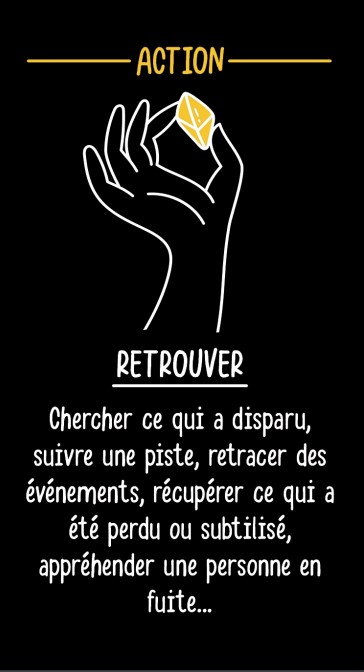 ACTION
RETROUVER
Chercher ce qui a disparu,
suivre une piste, retracer des
événements, récupérer ce qui a
été perdu ou subtilisé,
appréhender une personne en
fuite...